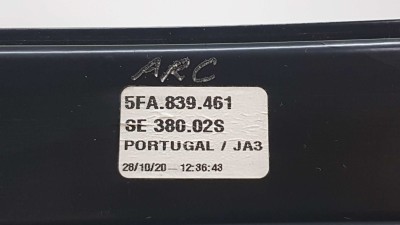 ARC
5FA.839.461
SE 380.02S
PORTUGAL / JA3
28/10/20 - 12:36:43